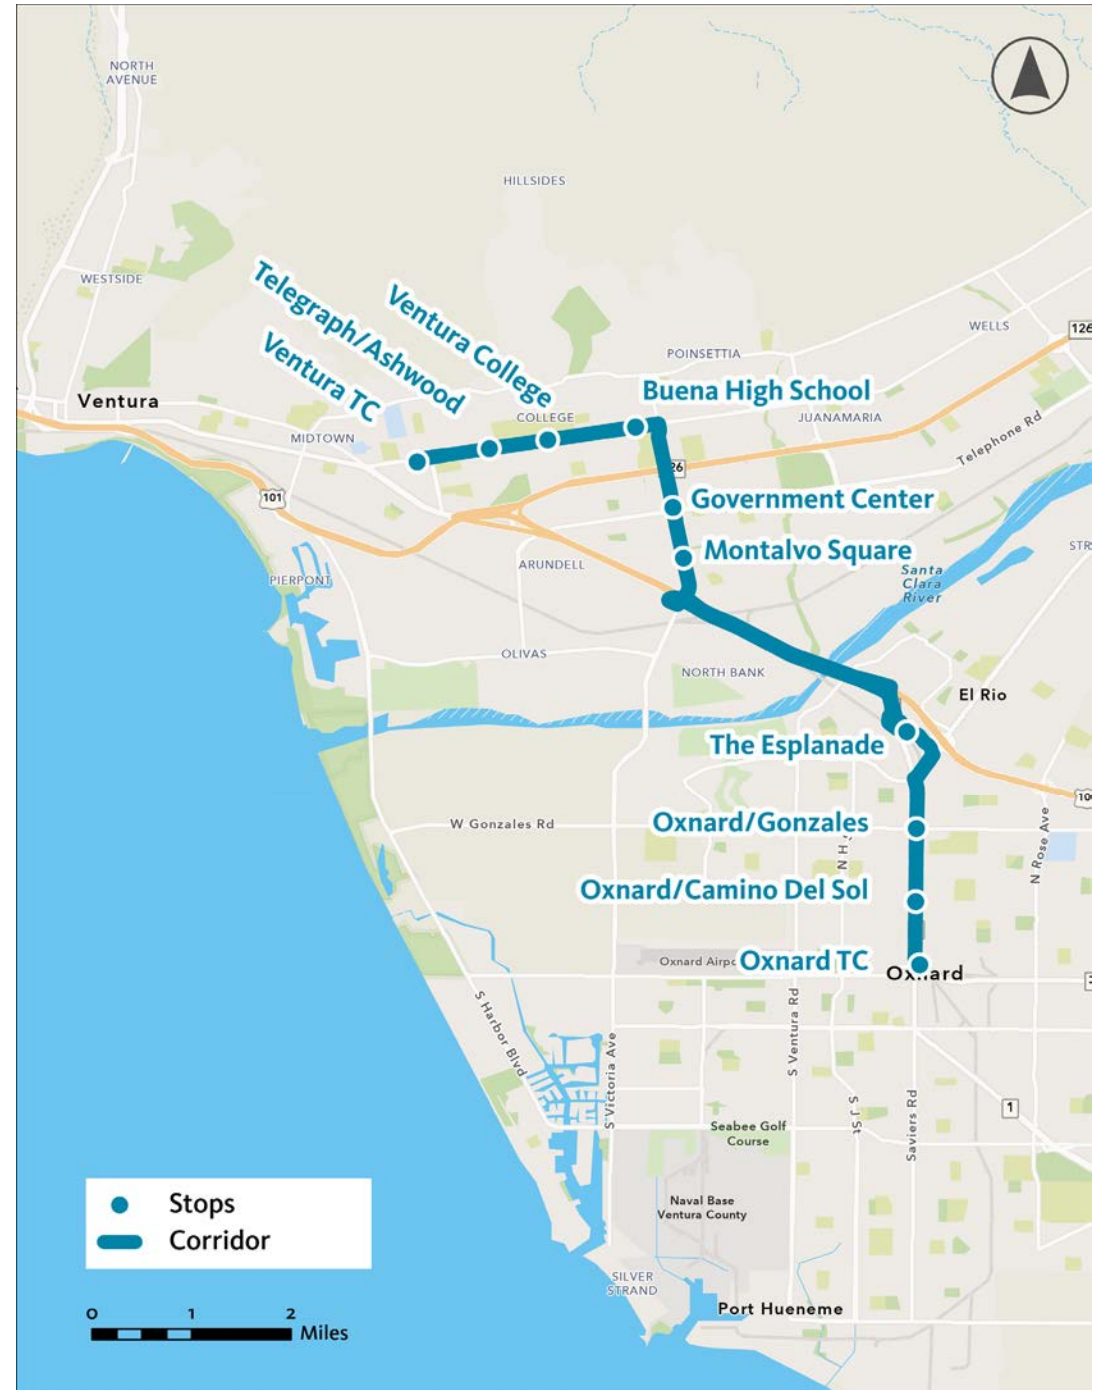 NORTH
AVENUE
HILLSIDES
WESTSIDE
Telegraph/Ashwood
Ventura College
Ventura TC
WELLS
126
POINSETTIA
Buena High School
Ventura
COLLEGE
JUANAMARIA
MIDTOWN
Telephone Rd
26
101
Government Center
Montalvo Square
ARUNDELL
PIERPONT
Santa
Clara
River
OLIVAS
NORTH BANK
El Rio
The Esplanade
W Gonzales Rd
Oxnard/Gonzales
N H
N Rose Ave
Oxnard/Camino Del Sol
Oxnard Airpo
Oxnard TC
Oxnard
S Harbor Blvd
S Victoria Ave
S Ventura Rd
S J St
Saviers Rd
1
Seabee Golf
Course
Naval Base
Ventura County
SILVER
STRAND
Port Hueneme
Stops
Corridor
0 1 2
Miles